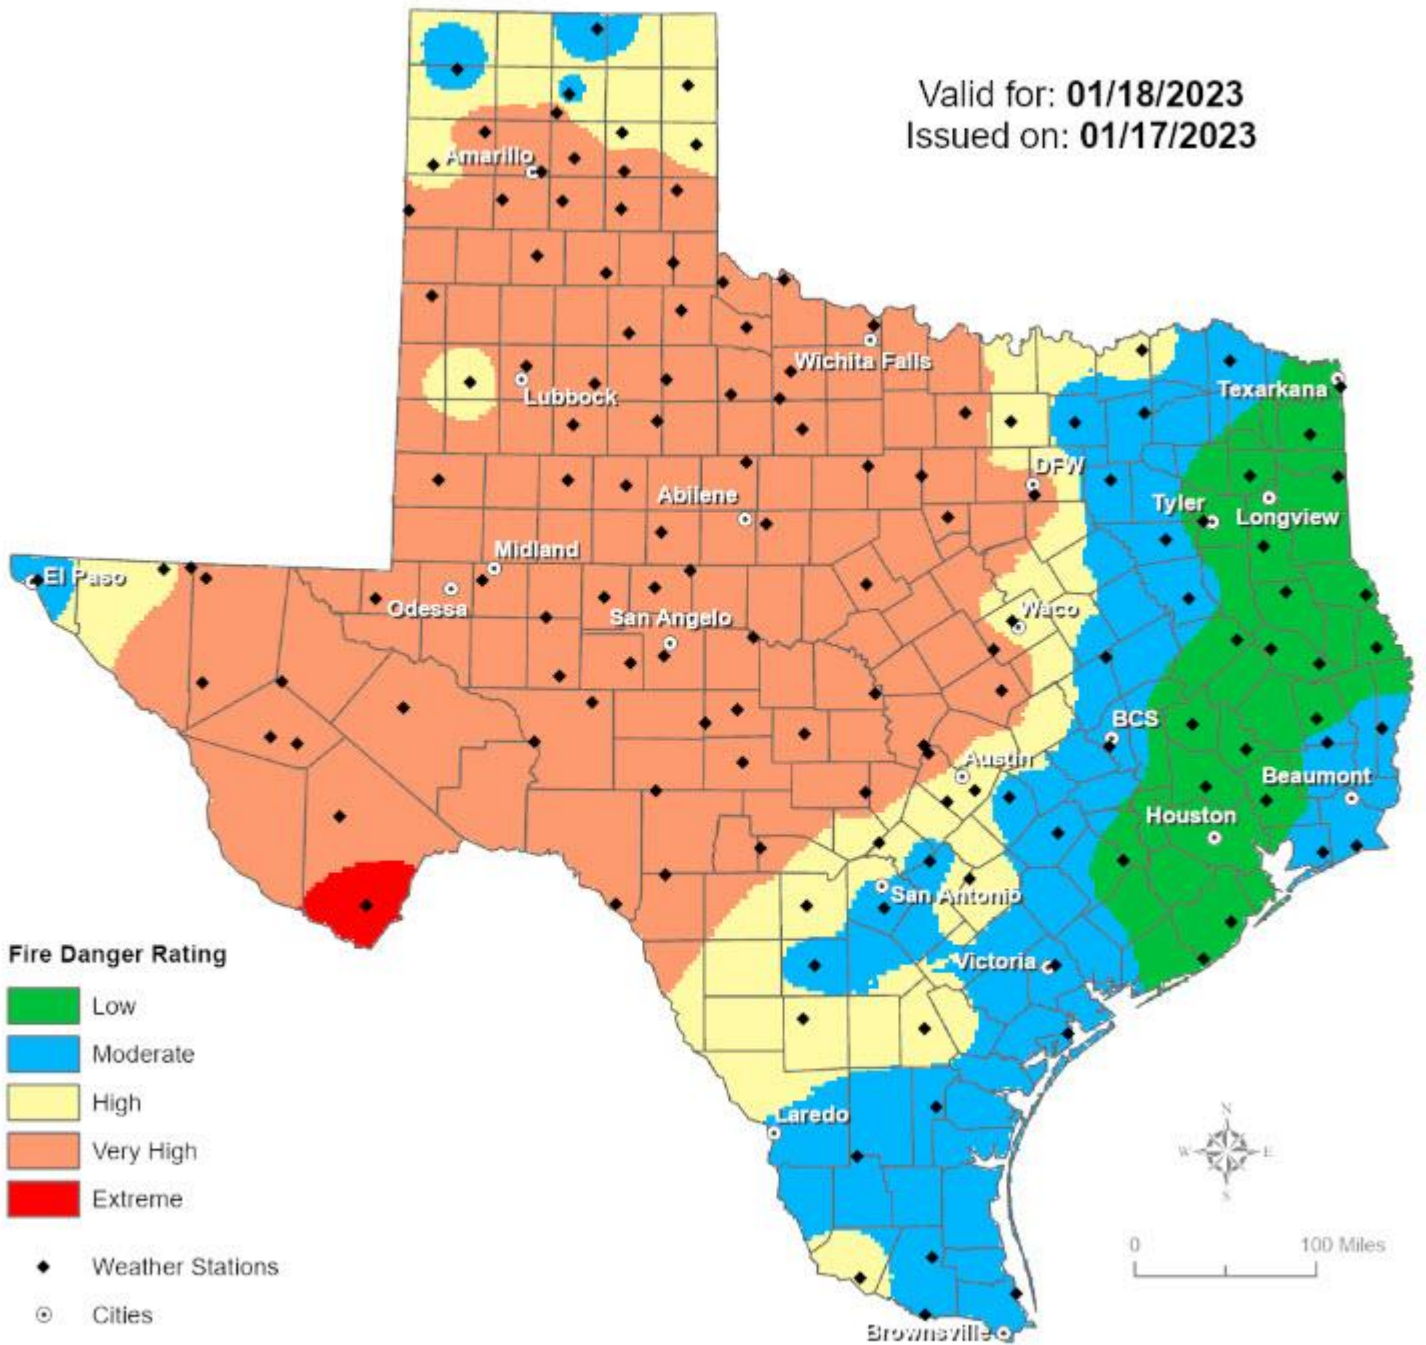 Valid for: 01/18/2023
Issued on: 01/17/2023
Amarillo
Wichita Falls
Lubbock
Texarkana
DFW
Abilene
Tyler
Longview
Midland
El Paso
Odessa
San Angelo
Waco
BCS
Austin
Beaumont
Houston
San Antonio
Victoria
Laredo
Brownsville
Fire Danger Rating
Low
Moderate
High
Very High
Extreme
Weather Stations
Cities
N
W E
S
0 100 Miles